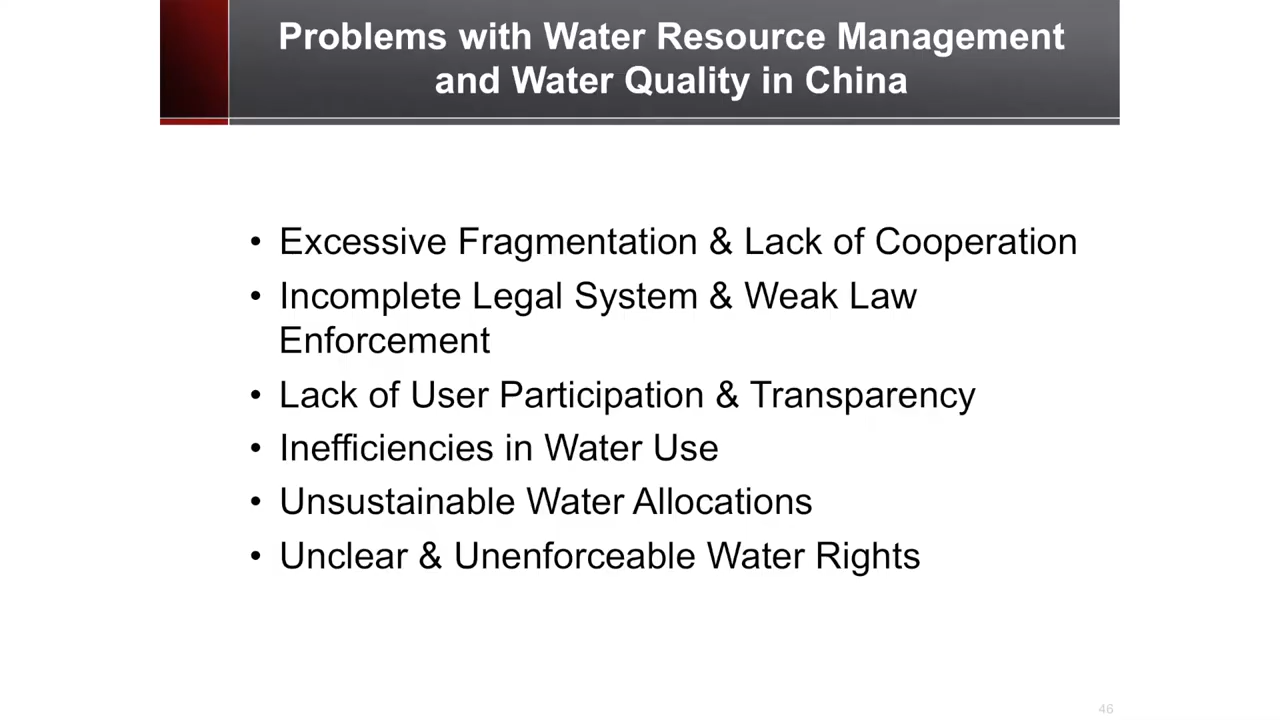 Problems with Water Resource Management
and Water Quality in China
• Excessive Fragmentation & Lack of Cooperation
• Incomplete Legal System & Weak Law
Enforcement
• Lack of User Participation & Transparency
• Inefficiencies in Water Use
• Unsustainable Water Allocations
• Unclear & Unenforceable Water Rights
46